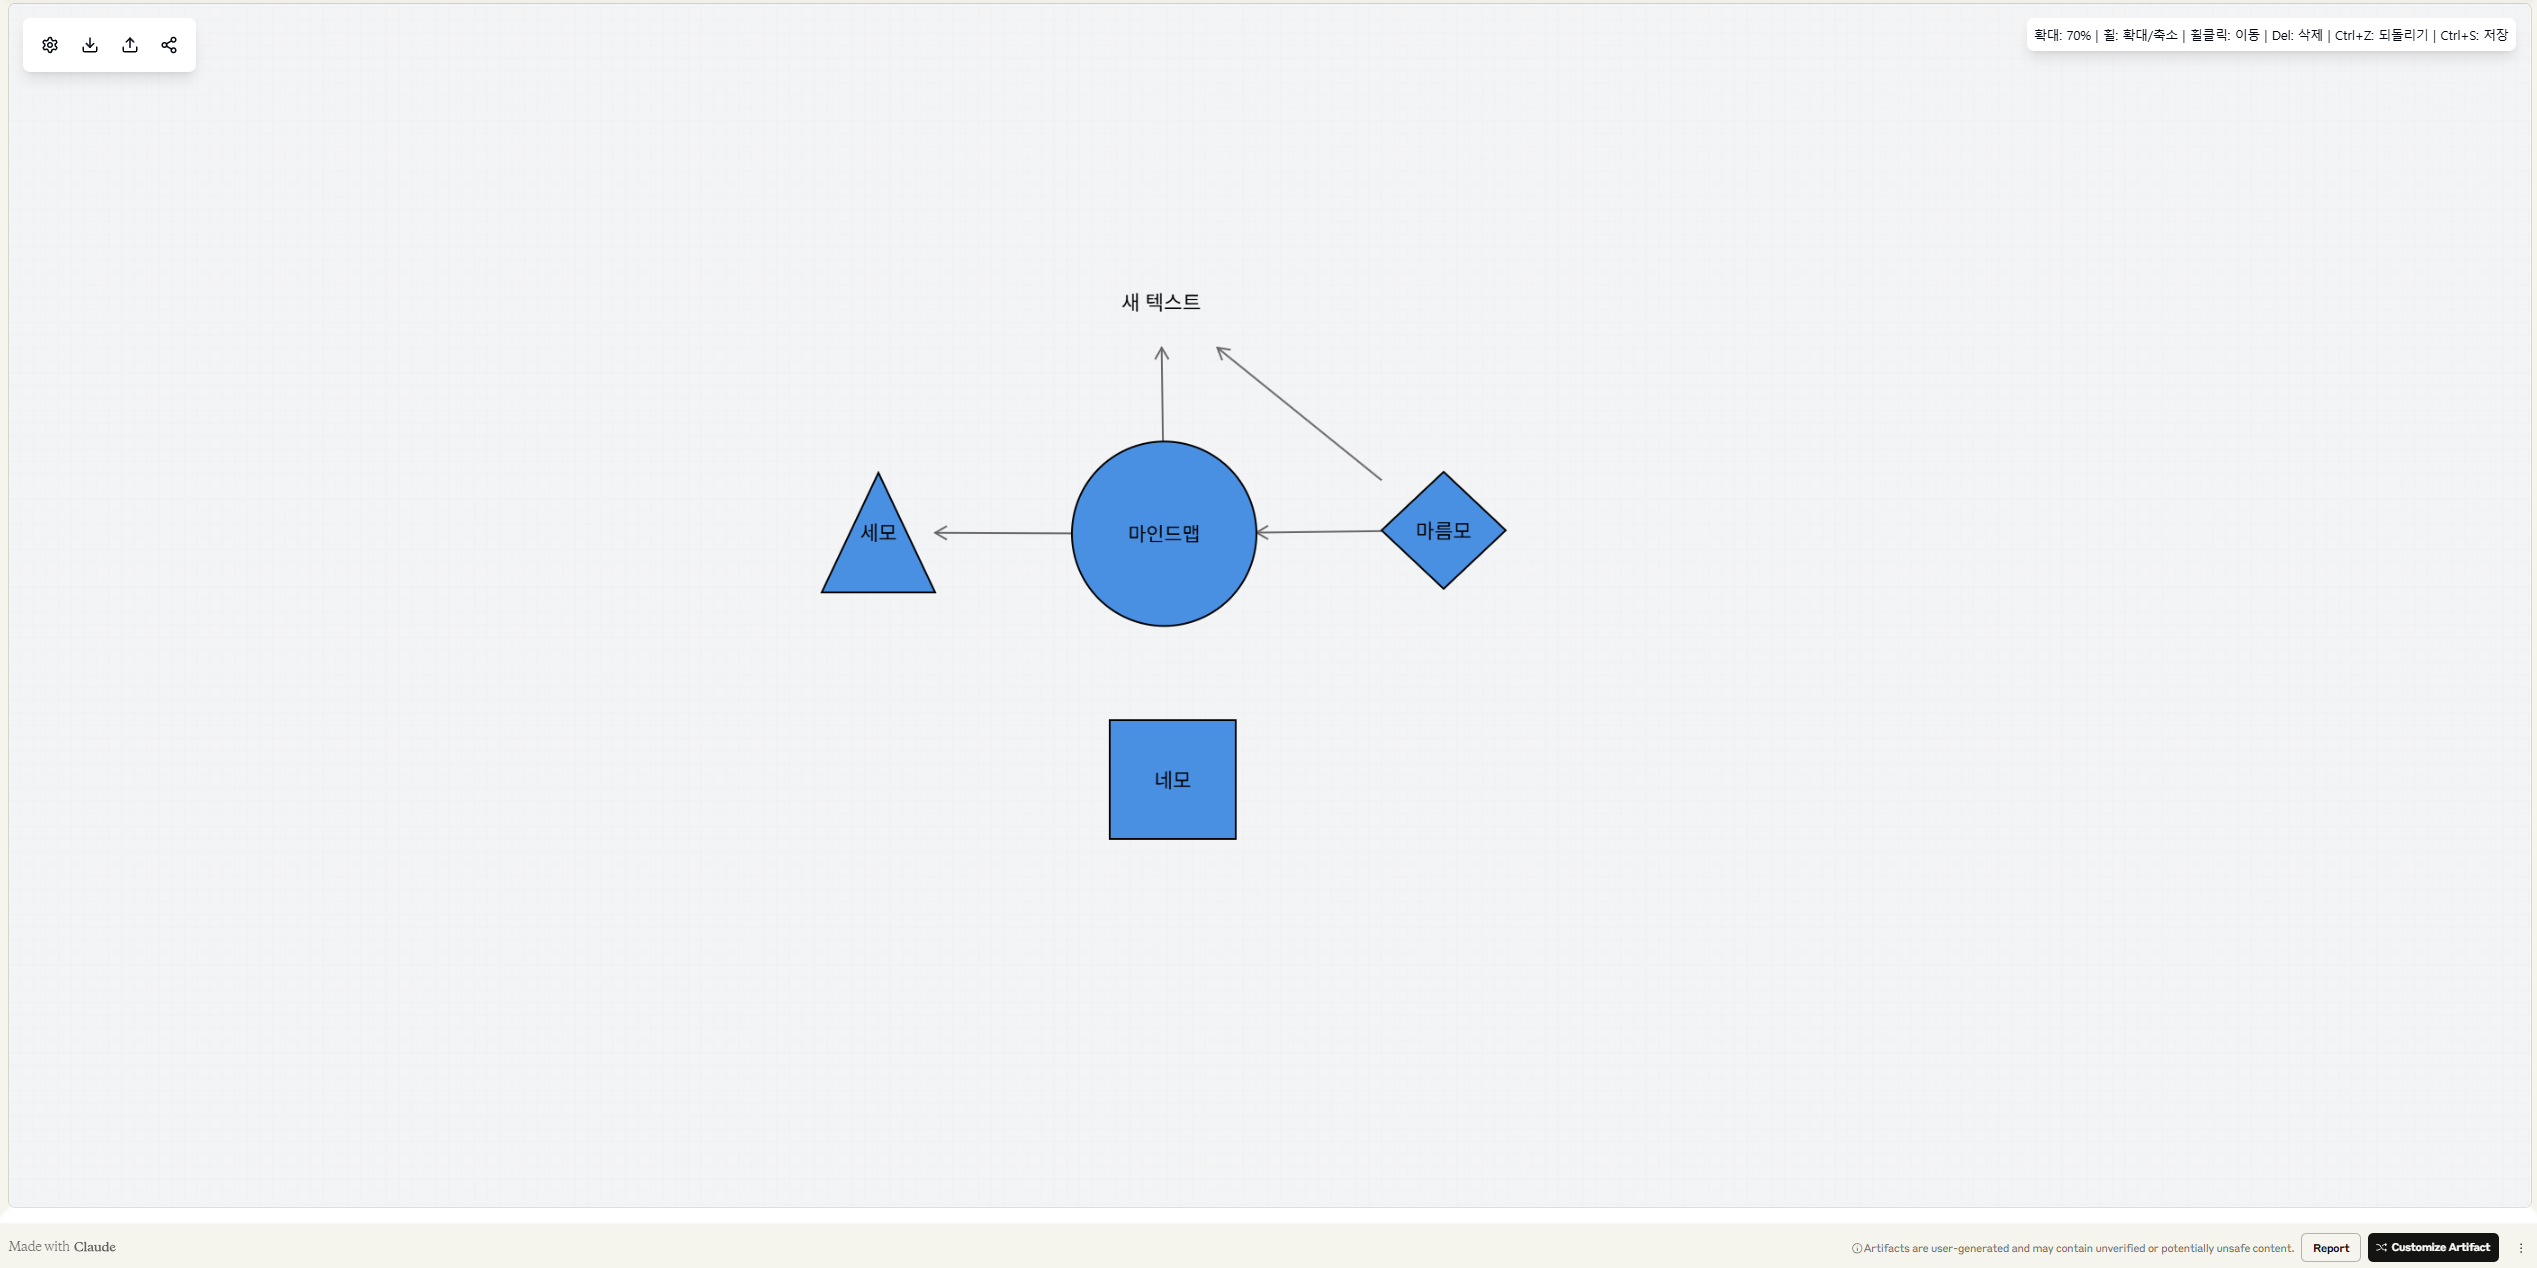 확대: 70% | 휠: 확대/축소 | 휠클릭: 이동 | Del: 삭제 | Ctrl+Z: 되돌리기 | Ctrl+S: 저장
새 텍스트
세모
마인드맵
마름모
네모
Made with Claude
Artifacts are user-generated and may contain unverified or potentially unsafe content.
Report
Customize Artifact